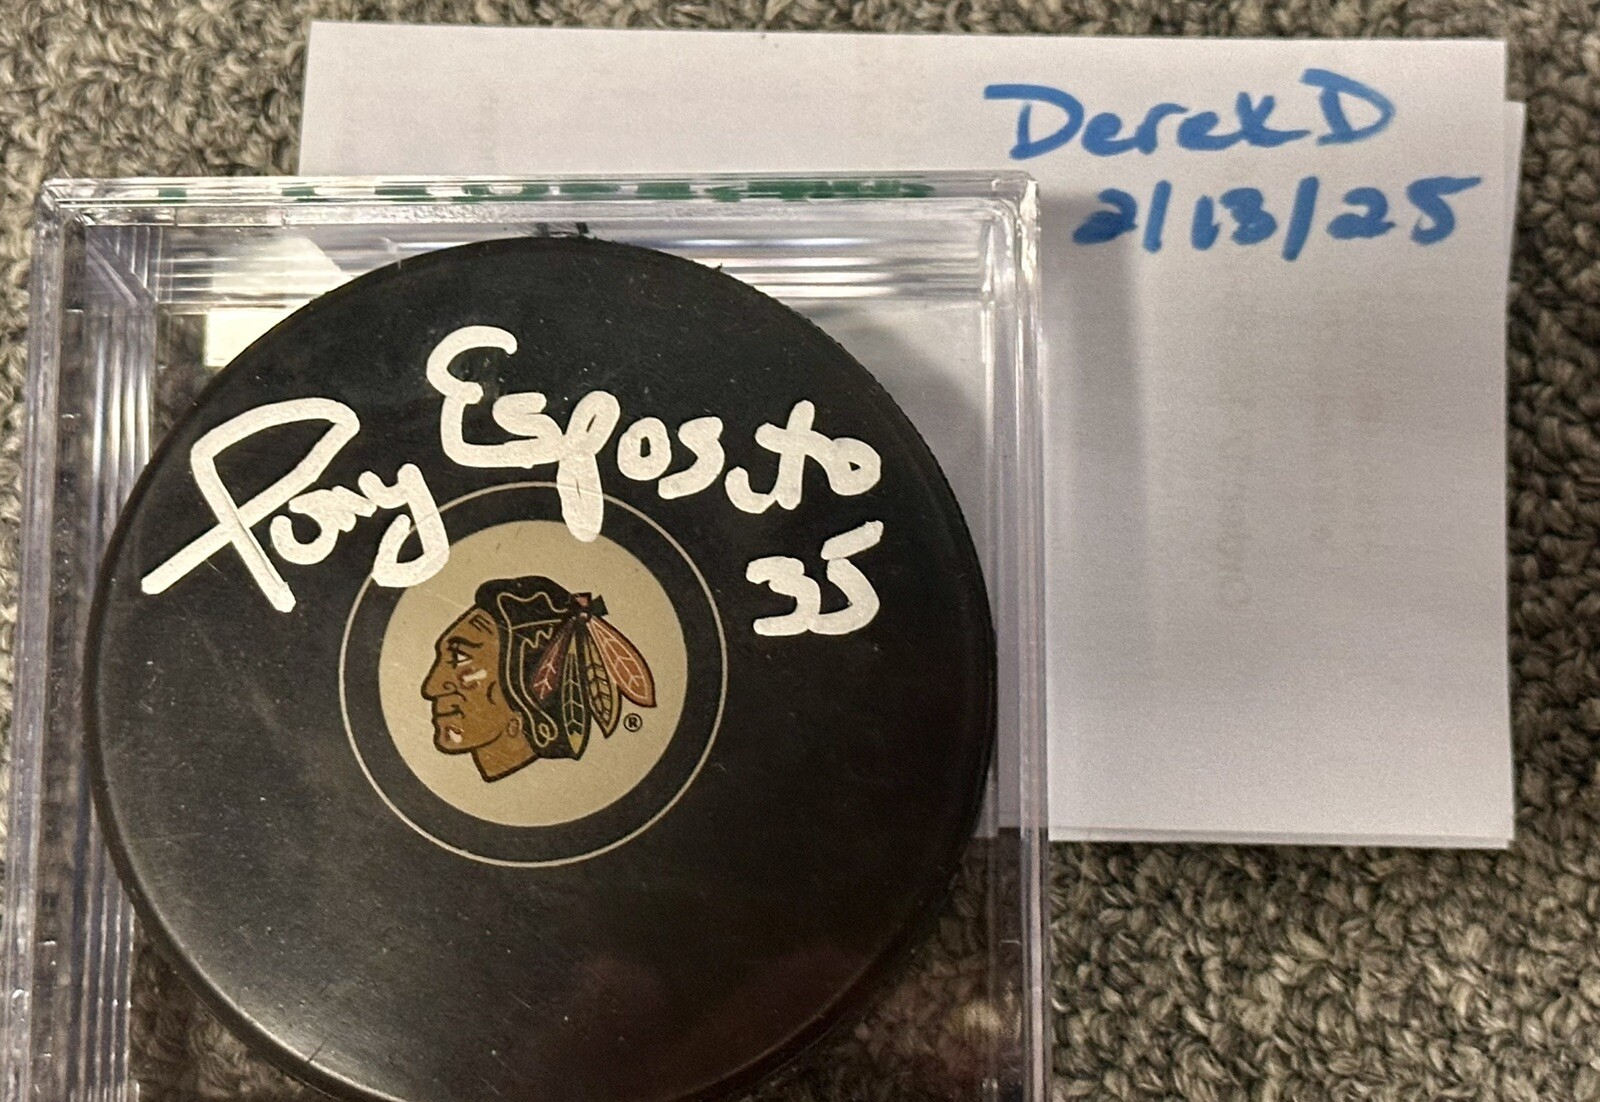 Derek D
2/13/25
Tony Esposito
35
®